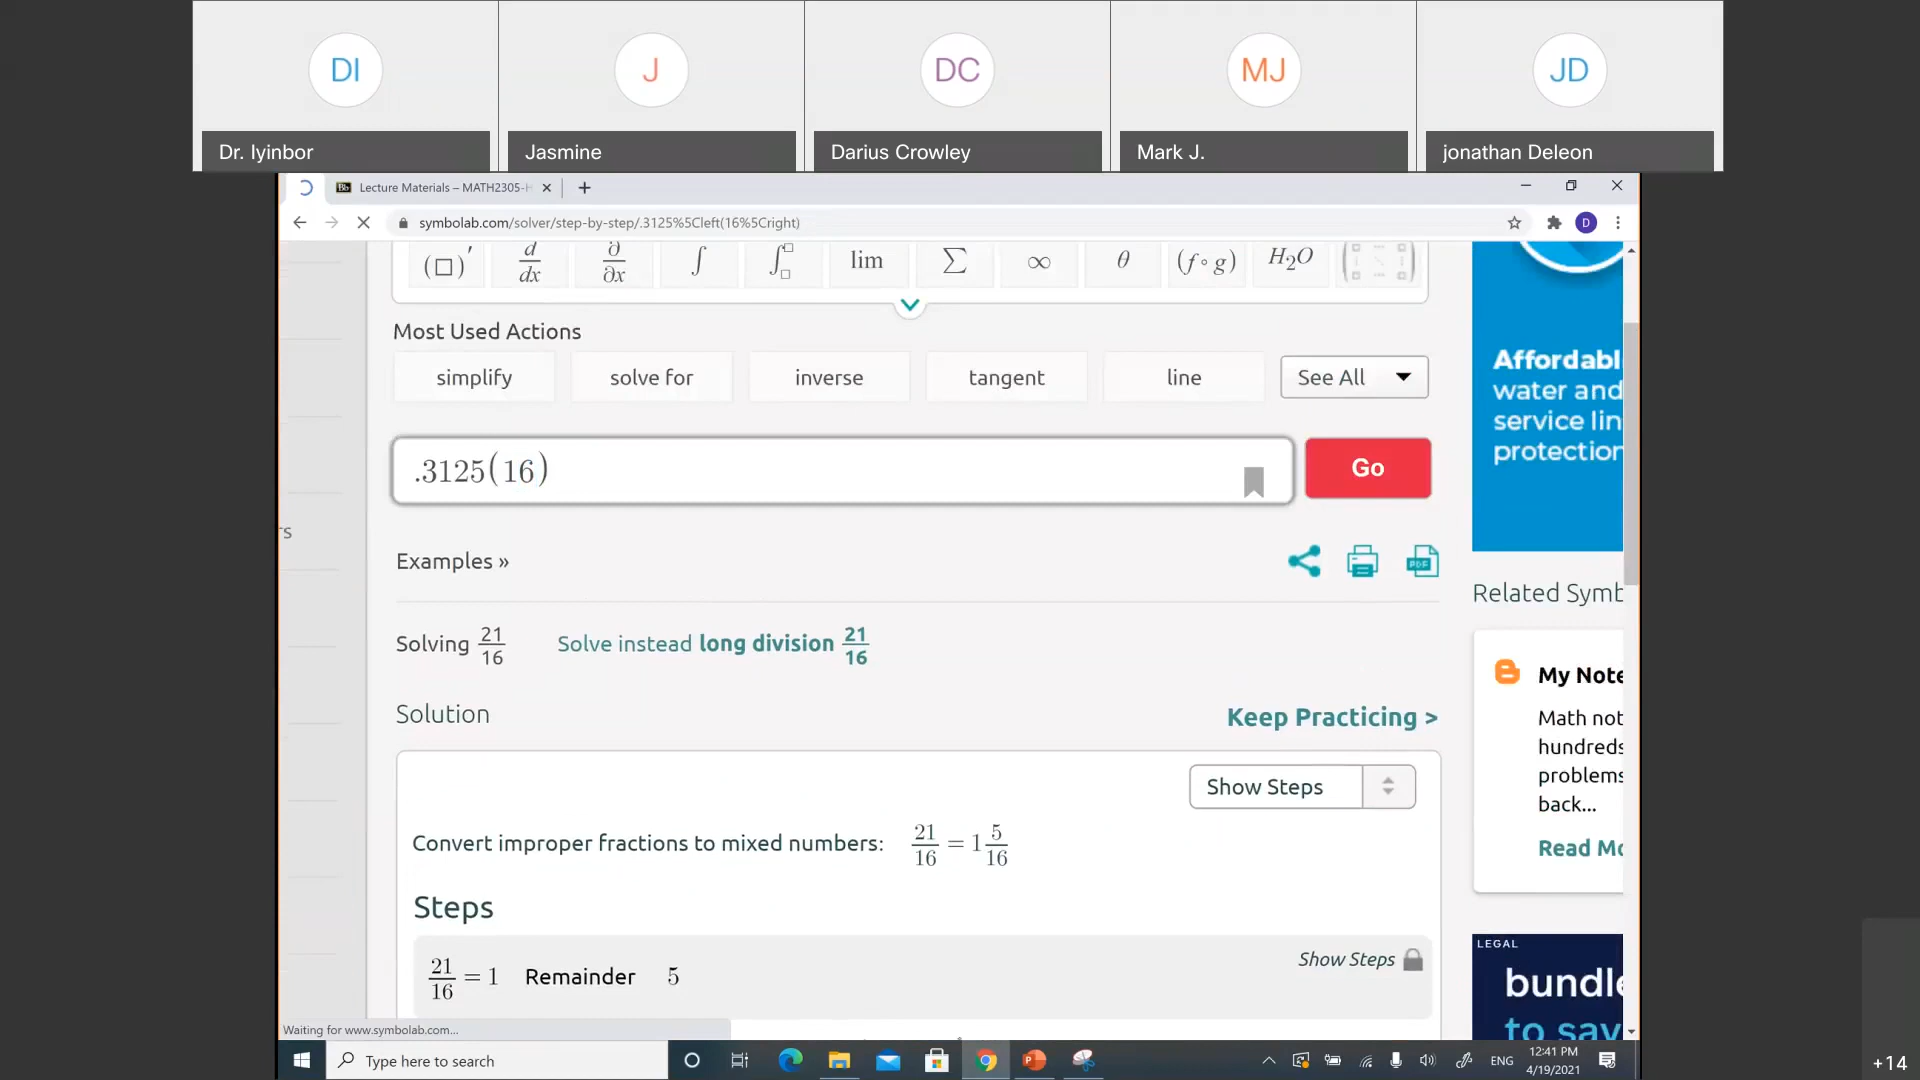 DI
J
DC
MJ
JD
Dr. Iyinbor
Jasmine
Darius Crowley
Mark J.
jonathan Deleon
Bb Lecture Materials – MATH2305-H
symbolab.com/solver/step-by-step/.3125%5Cleft(16%5Cright)
D
(□)′ d/dx ∂/∂x ∫ ∫ lim ∑ ∞ θ (f∘g) H₂O
Most Used Actions
simplify solve for inverse tangent line See All
.3125(16)
Go
Examples »
PDF
Solving 21/16 Solve instead long division 21/16
Solution
Keep Practicing >
Show Steps
Convert improper fractions to mixed numbers: 21/16 = 1 5/16
Steps
21/16 = 1 Remainder 5
Show Steps
Waiting for www.symbolab.com...
rs
Affordabl
water and
service lin
protection
Related Symb
My Note
Math not
hundreds
problems
back...
Read Mo
LEGAL
bundle
to sav
Type here to search
ENG
12:41 PM
4/19/2021
+14